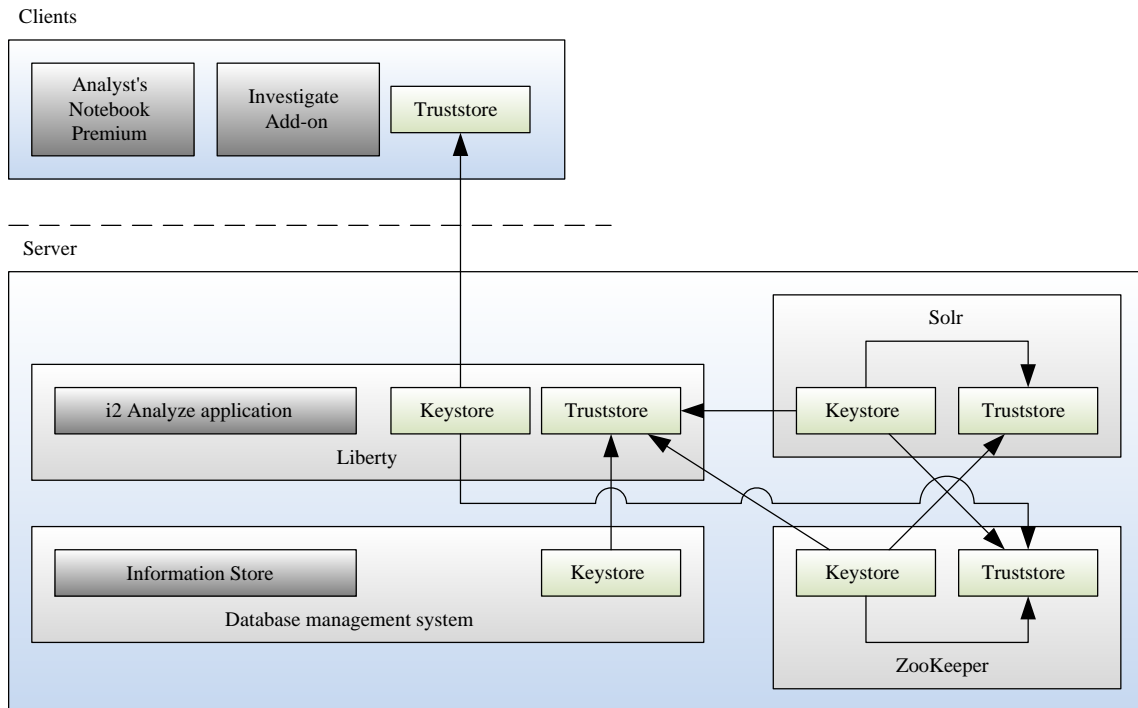 Clients
Analyst's
Notebook
Premium
Investigate
Add-on
Truststore
Server
Solr
i2 Analyze application
Keystore
Truststore
Keystore
Truststore
Liberty
Information Store
Keystore
Keystore
Truststore
Database management system
ZooKeeper